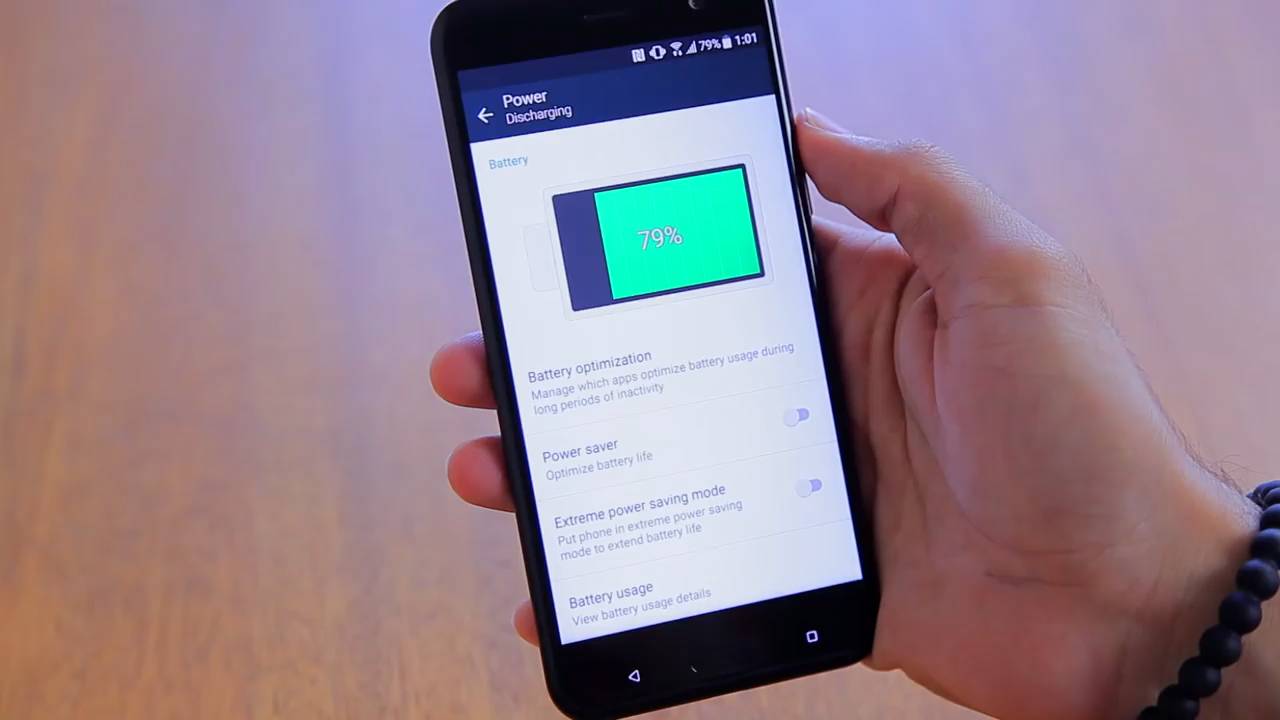 79% 1:01
Power
Discharging
Battery
79%
Battery optimization
Manage which apps optimize battery usage during
long periods of inactivity
Power saver
Optimize battery life
Extreme power saving mode
Put phone in extreme power saving
mode to extend battery life
Battery usage
View battery usage details